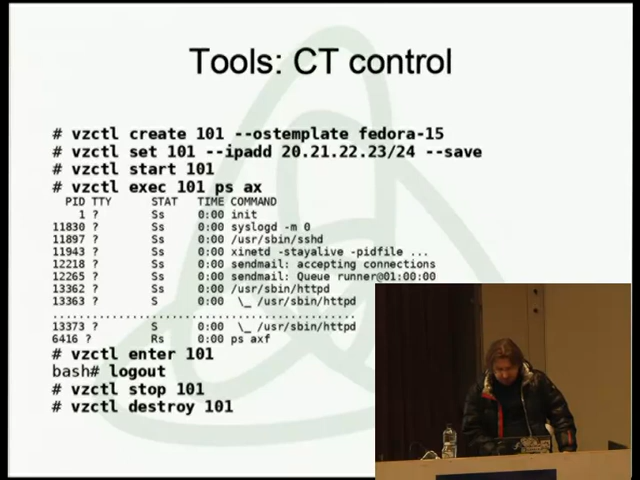 Tools: CT control
# vzctl create 101 --ostemplate fedora-15
# vzctl set 101 --ipadd 20.21.22.23/24 --save
# vzctl start 101
# vzctl exec 101 ps ax
PID TTY STAT TIME COMMAND
1 ? Ss 0:00 init
11830 ? Ss 0:00 syslogd -m 0
11897 ? Ss 0:00 /usr/sbin/sshd
11943 ? Ss 0:00 xinetd -stayalive -pidfile ...
12218 ? Ss 0:00 sendmail: accepting connections
12265 ? Ss 0:00 sendmail: Queue runner@01:00:00
13362 ? Ss 0:00 /usr/sbin/httpd
13363 ? S 0:00 \_ /usr/sbin/httpd
..............................................
13373 ? S 0:00 \_ /usr/sbin/httpd
6416 ? Rs 0:00 ps axf
# vzctl enter 101
bash# logout
# vzctl stop 101
# vzctl destroy 101